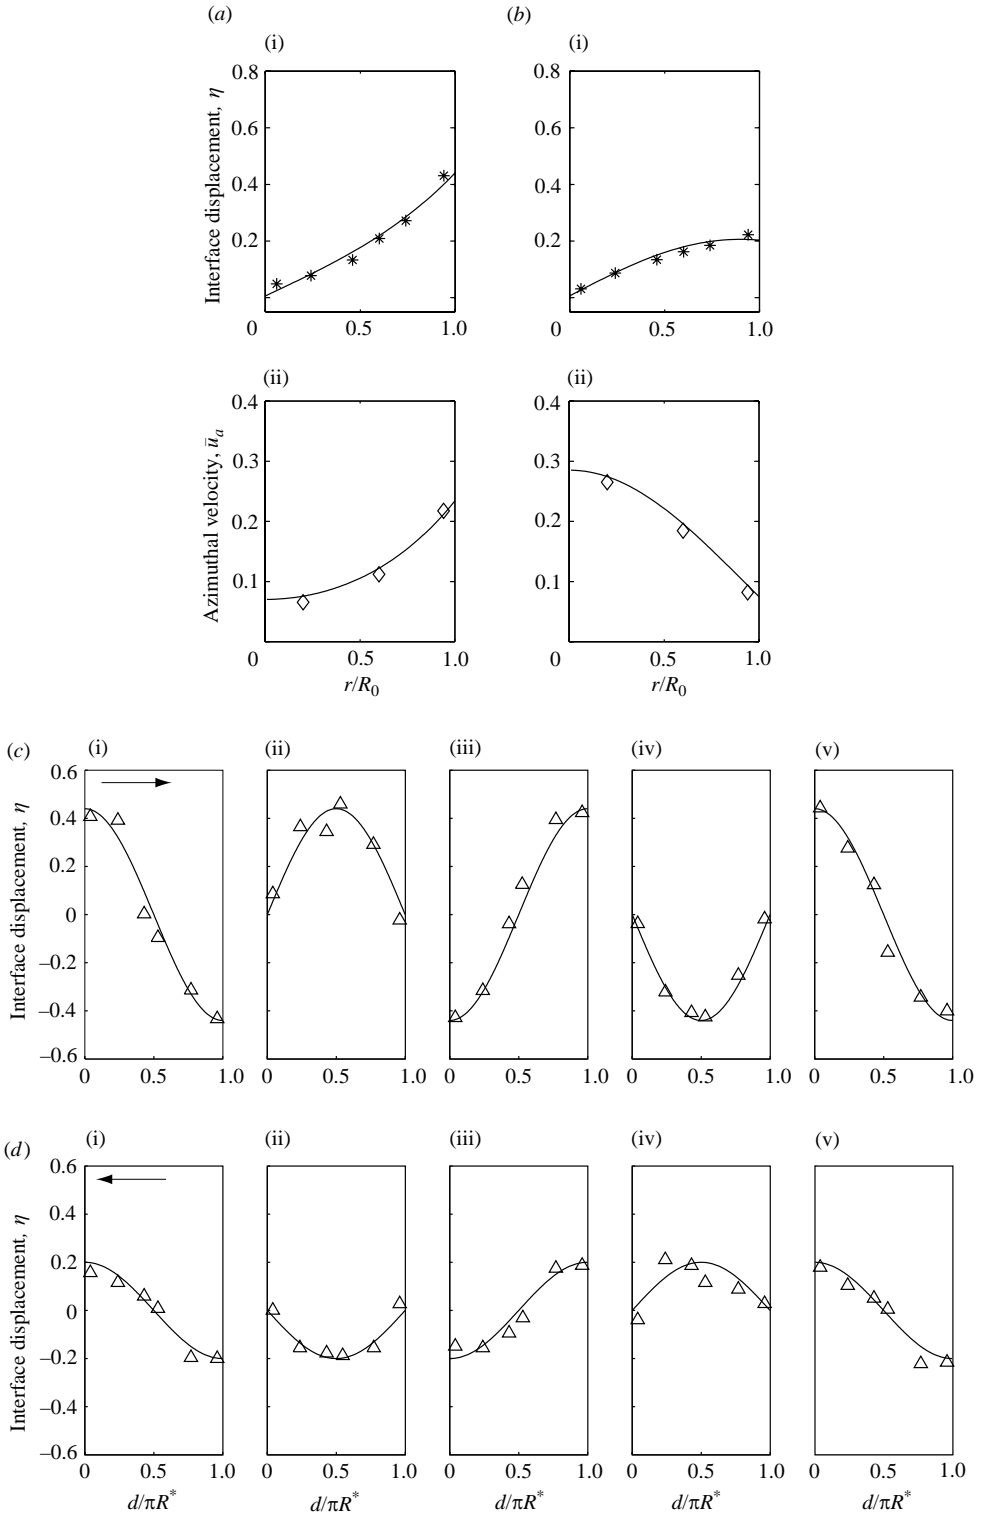 (a) (b)
(i) (i)
0.8 0.8
0.6 0.6
0.4 0.4
0.2 0.2
Interface displacement, η
0 0.5 1.0 0 0.5 1.0
(ii) (ii)
0.4 0.4
0.3 0.3
0.2 0.2
0.1 0.1
Azimuthal velocity, ūₐ
0 0.5 1.0 0 0.5 1.0
r/R₀ r/R₀
(c) (i) (ii) (iii) (iv) (v)
0.6
0.4
0.2
0
–0.2
–0.4
–0.6
Interface displacement, η
0 0.5 1.0 0 0.5 1.0 0 0.5 1.0 0 0.5 1.0 0 0.5 1.0
(d) (i) (ii) (iii) (iv) (v)
0.6
0.4
0.2
0
–0.2
–0.4
–0.6
Interface displacement, η
0 0.5 1.0 0 0.5 1.0 0 0.5 1.0 0 0.5 1.0 0 0.5 1.0
d/πR* d/πR* d/πR* d/πR* d/πR*